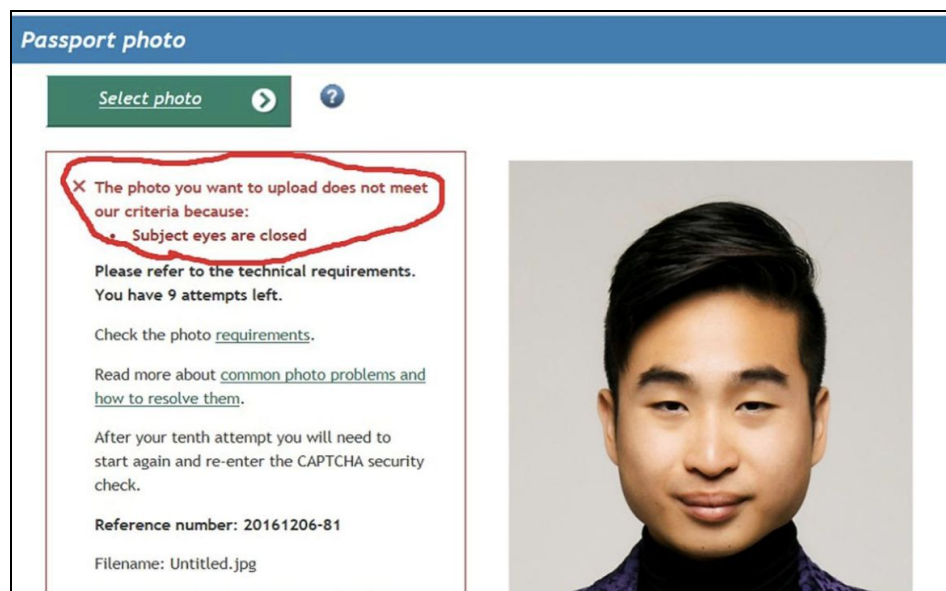 Passport photo
Select photo
?
The photo you want to upload does not meet
our criteria because:
• Subject eyes are closed
Please refer to the technical requirements.
You have 9 attempts left.
Check the photo requirements.
Read more about common photo problems and
how to resolve them.
After your tenth attempt you will need to
start again and re-enter the CAPTCHA security
check.
Reference number: 20161206-81
Filename: Untitled.jpg